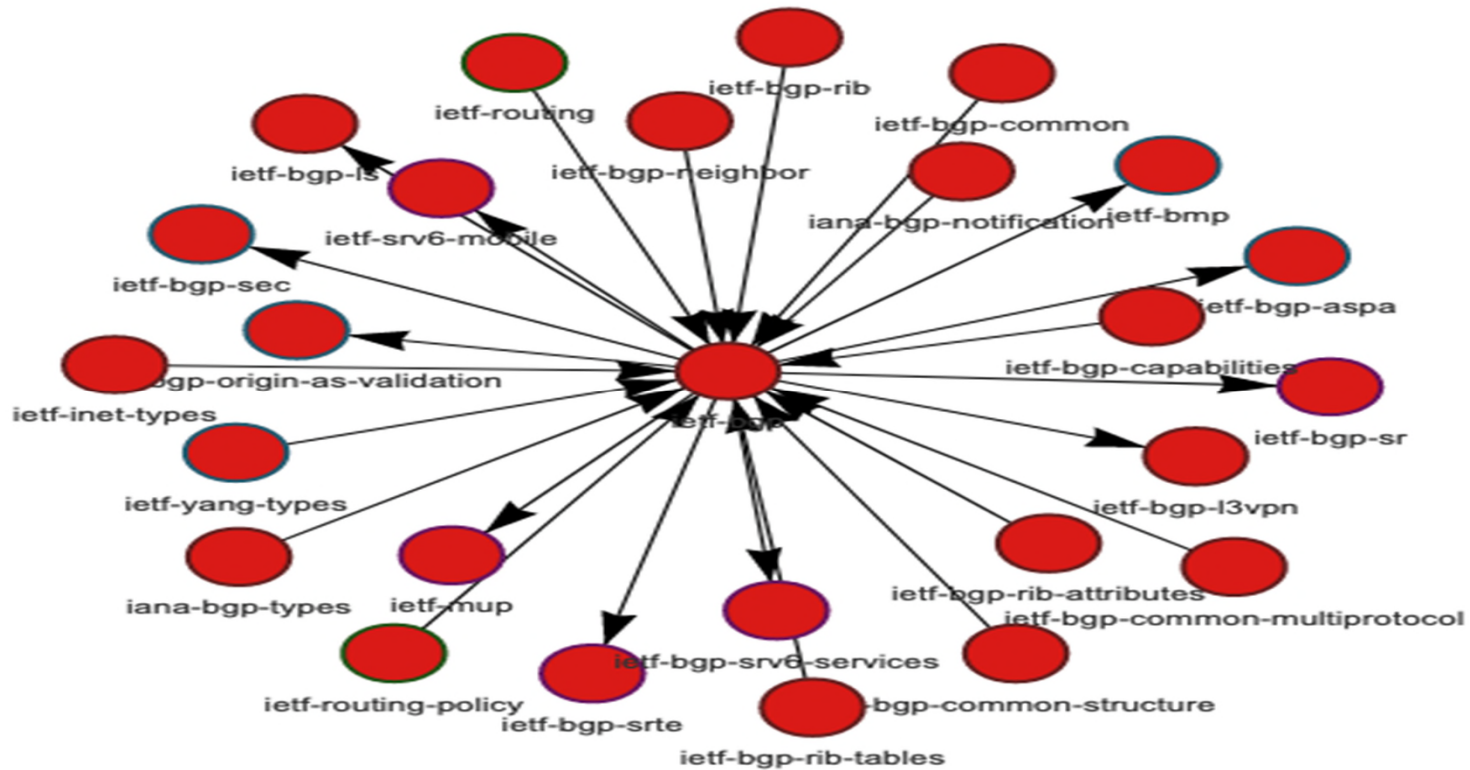 ietf-bgp-rib
ietf-routing
ietf-bgp-common
ietf-bgp-ls
ietf-bgp-neighbor
iana-bgp-notification
ietf-bmp
ietf-srv6-mobile
ietf-bgp-sec
ietf-bgp-aspa
ietf-bgp-capabilities
bgp-origin-as-validation
ietf-inet-types
ietf-bgp
ietf-bgp-sr
ietf-yang-types
ietf-bgp-l3vpn
ietf-bgp-rib-attributes
iana-bgp-types
ietf-mup
ietf-bgp-common-multiprotocol
ietf-bgp-srv6-services
ietf-routing-policy
-bgp-common-structure
ietf-bgp-srte
ietf-bgp-rib-tables